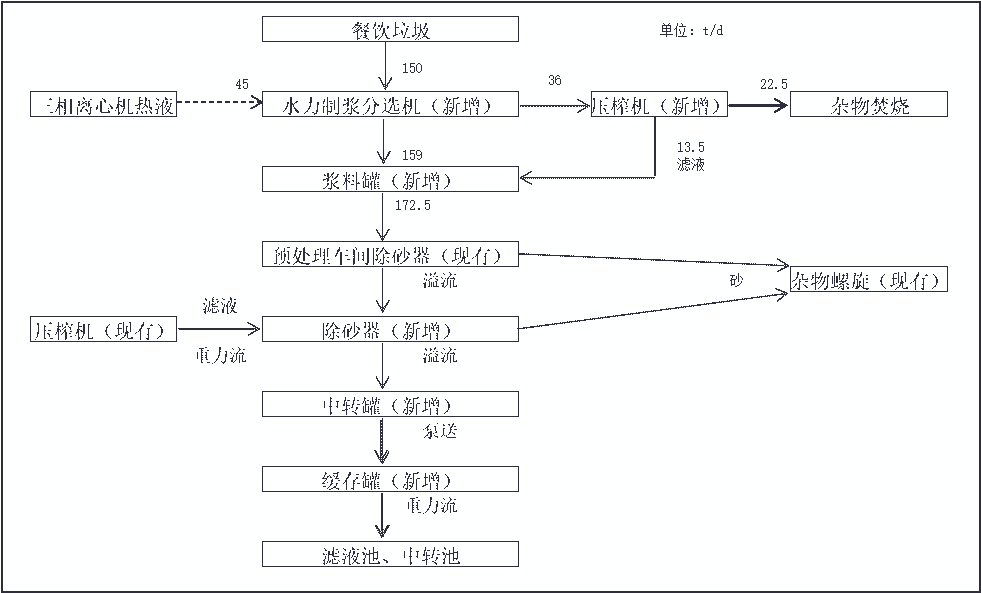 餐饮垃圾
单位: t/d
150
45
36
22.5
三相离心机热液
水力制浆分选机（新增）
压榨机（新增）
杂物焚烧
159
13.5
滤液
浆料罐（新增）
172.5
预处理车间除砂器（现有）
溢流
砂
杂物螺旋（现有）
滤液
压榨机（现有）
除砂器（新增）
重力流
溢流
中转罐（新增）
泵送
缓存罐（新增）
重力流
滤液池、中转池